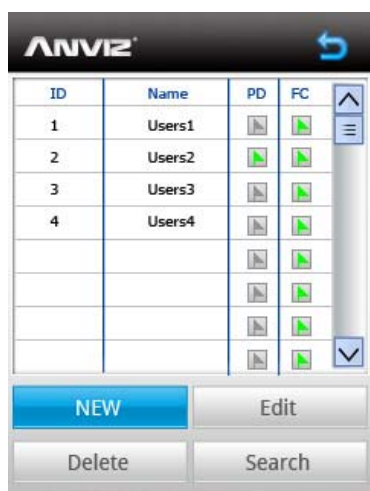 ANVIZ
ID Name PD FC
1 Users1
2 Users2
3 Users3
4 Users4
NEW Edit
Delete Search